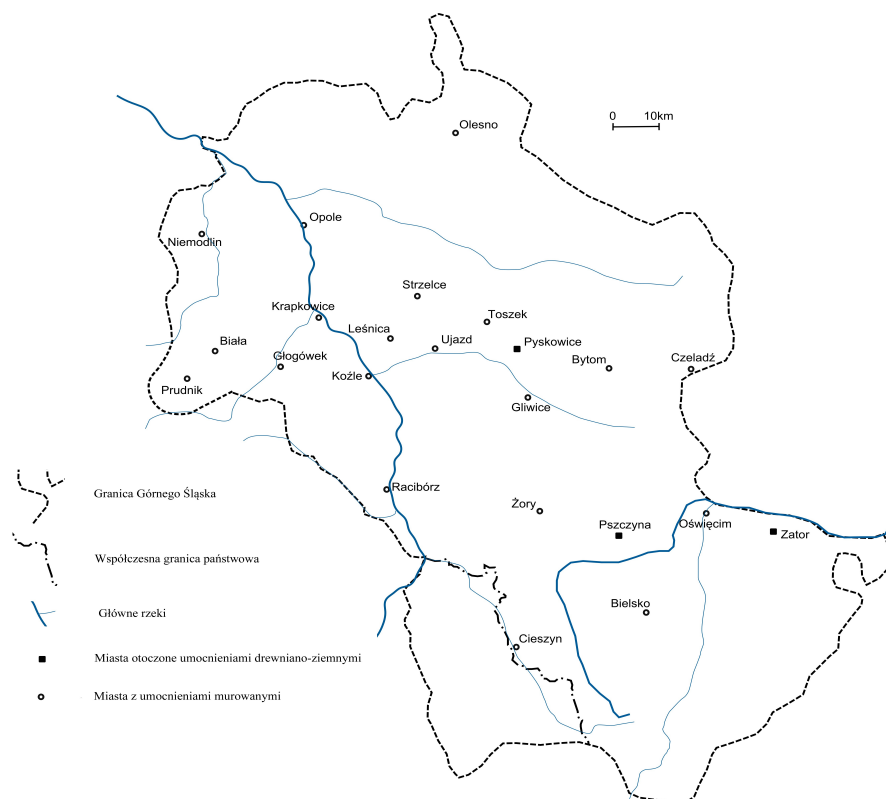 Olesno
0 10km
Opole
Niemodlin
Strzelce
Krapkowice
Toszek
Leśnica
Ujazd
Pyskowice
Biała
Głogówek
Bytom
Czeladź
Koźle
Prudnik
Gliwice
Racibórz
Granica Górnego Śląska
Żory
Pszczyna
Oświęcim
Zator
Współczesna granica państwowa
Główne rzeki
Bielsko
Cieszyn
Miasta otoczone umocnieniami drewniano-ziemnymi
Miasta z umocnieniami murowanymi